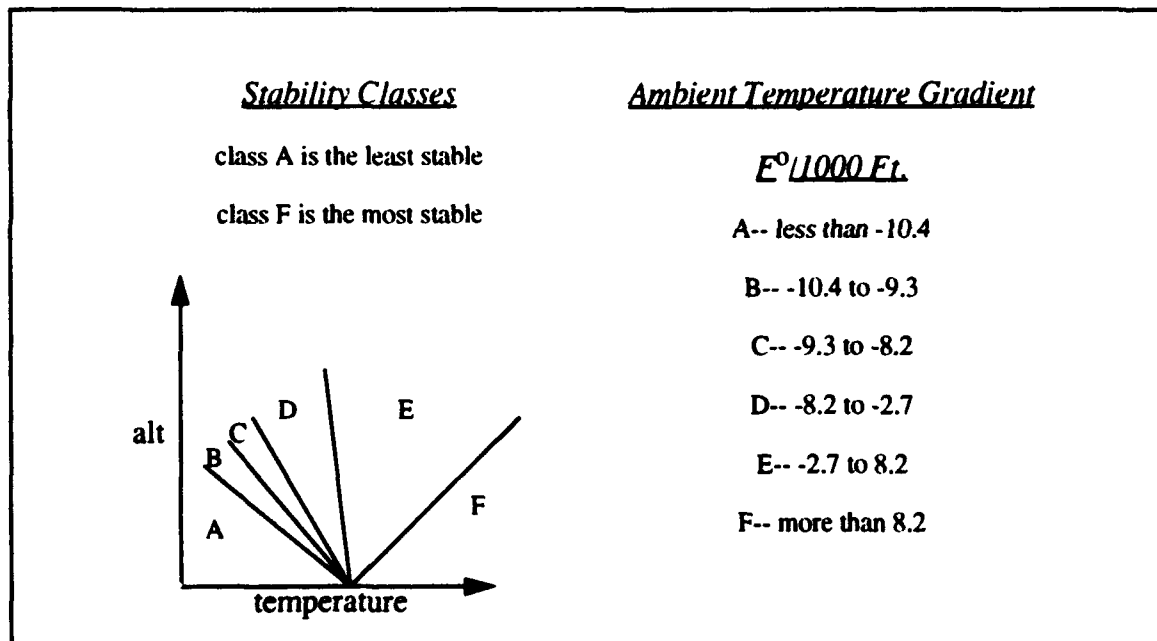 Stability Classes
class A is the least stable
class F is the most stable
alt
A
B
C
D
E
F
temperature
Ambient Temperature Gradient
F⁰/1000 Ft.
A-- less than -10.4
B-- -10.4 to -9.3
C-- -9.3 to -8.2
D-- -8.2 to -2.7
E-- -2.7 to 8.2
F-- more than 8.2